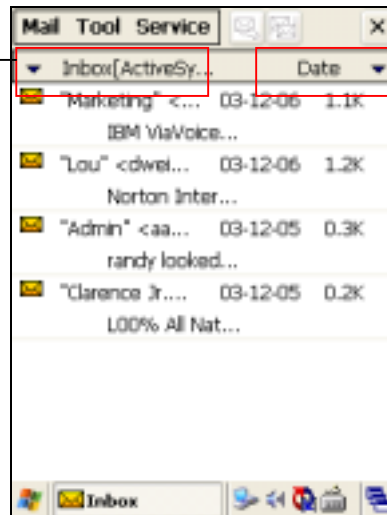 Mail Tool Service
Inbox[ActiveSy... Date
"Marketing" <... 03-12-06 1.1K
IBM ViaVoice...
"Lou" <dwei... 03-12-06 1.2K
Norton Inter...
"Admin" <aa... 03-12-05 0.3K
randy looked...
"Clarence Jr.... 03-12-05 0.2K
L00% All Nat...
Inbox